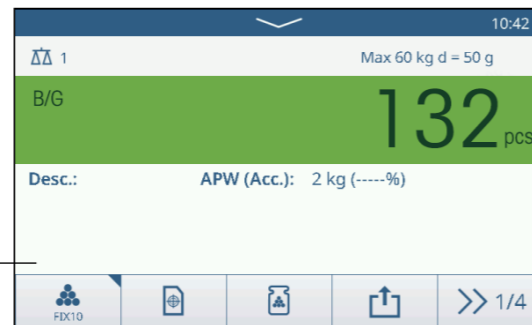 10:42
1 Max 60 kg d = 50 g
B/G
132 pcs
Desc.: APW (Acc.): 2 kg (-----%)
FIX10
1/4